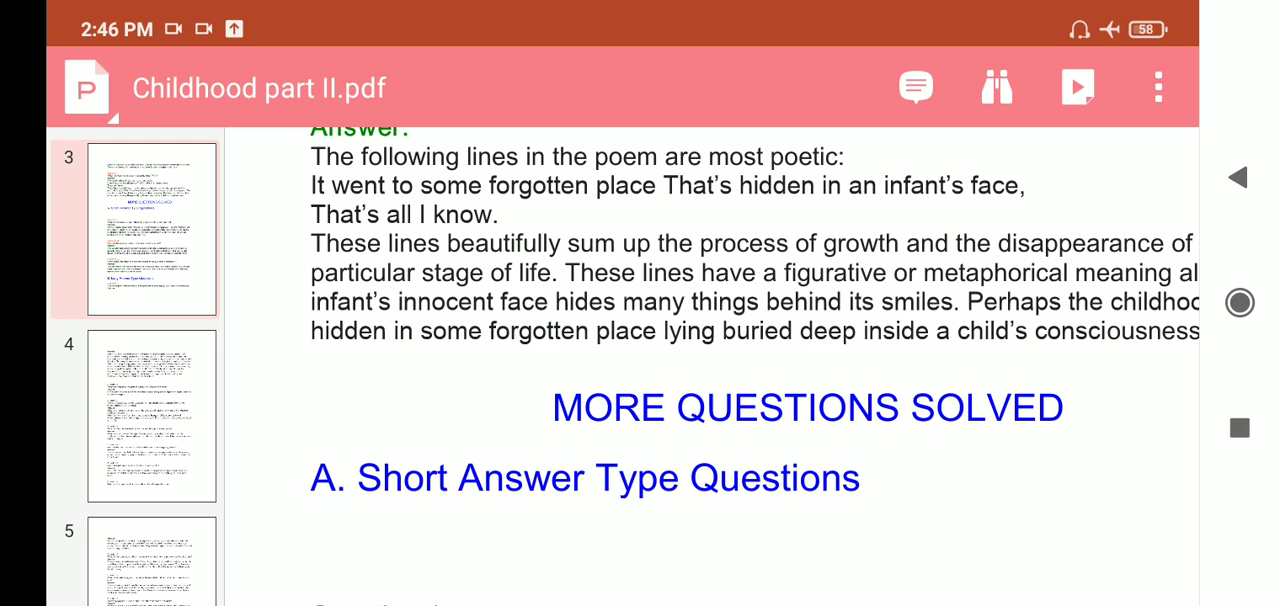 2:46 PM
58
P
Childhood part II.pdf
3
4
5
Answer:
The following lines in the poem are most poetic:
It went to some forgotten place That's hidden in an infant's face,
That's all I know.
These lines beautifully sum up the process of growth and the disappearance of
particular stage of life. These lines have a figurative or metaphorical meaning al
infant's innocent face hides many things behind its smiles. Perhaps the childhoo
hidden in some forgotten place lying buried deep inside a child's consciousness
MORE QUESTIONS SOLVED
A. Short Answer Type Questions